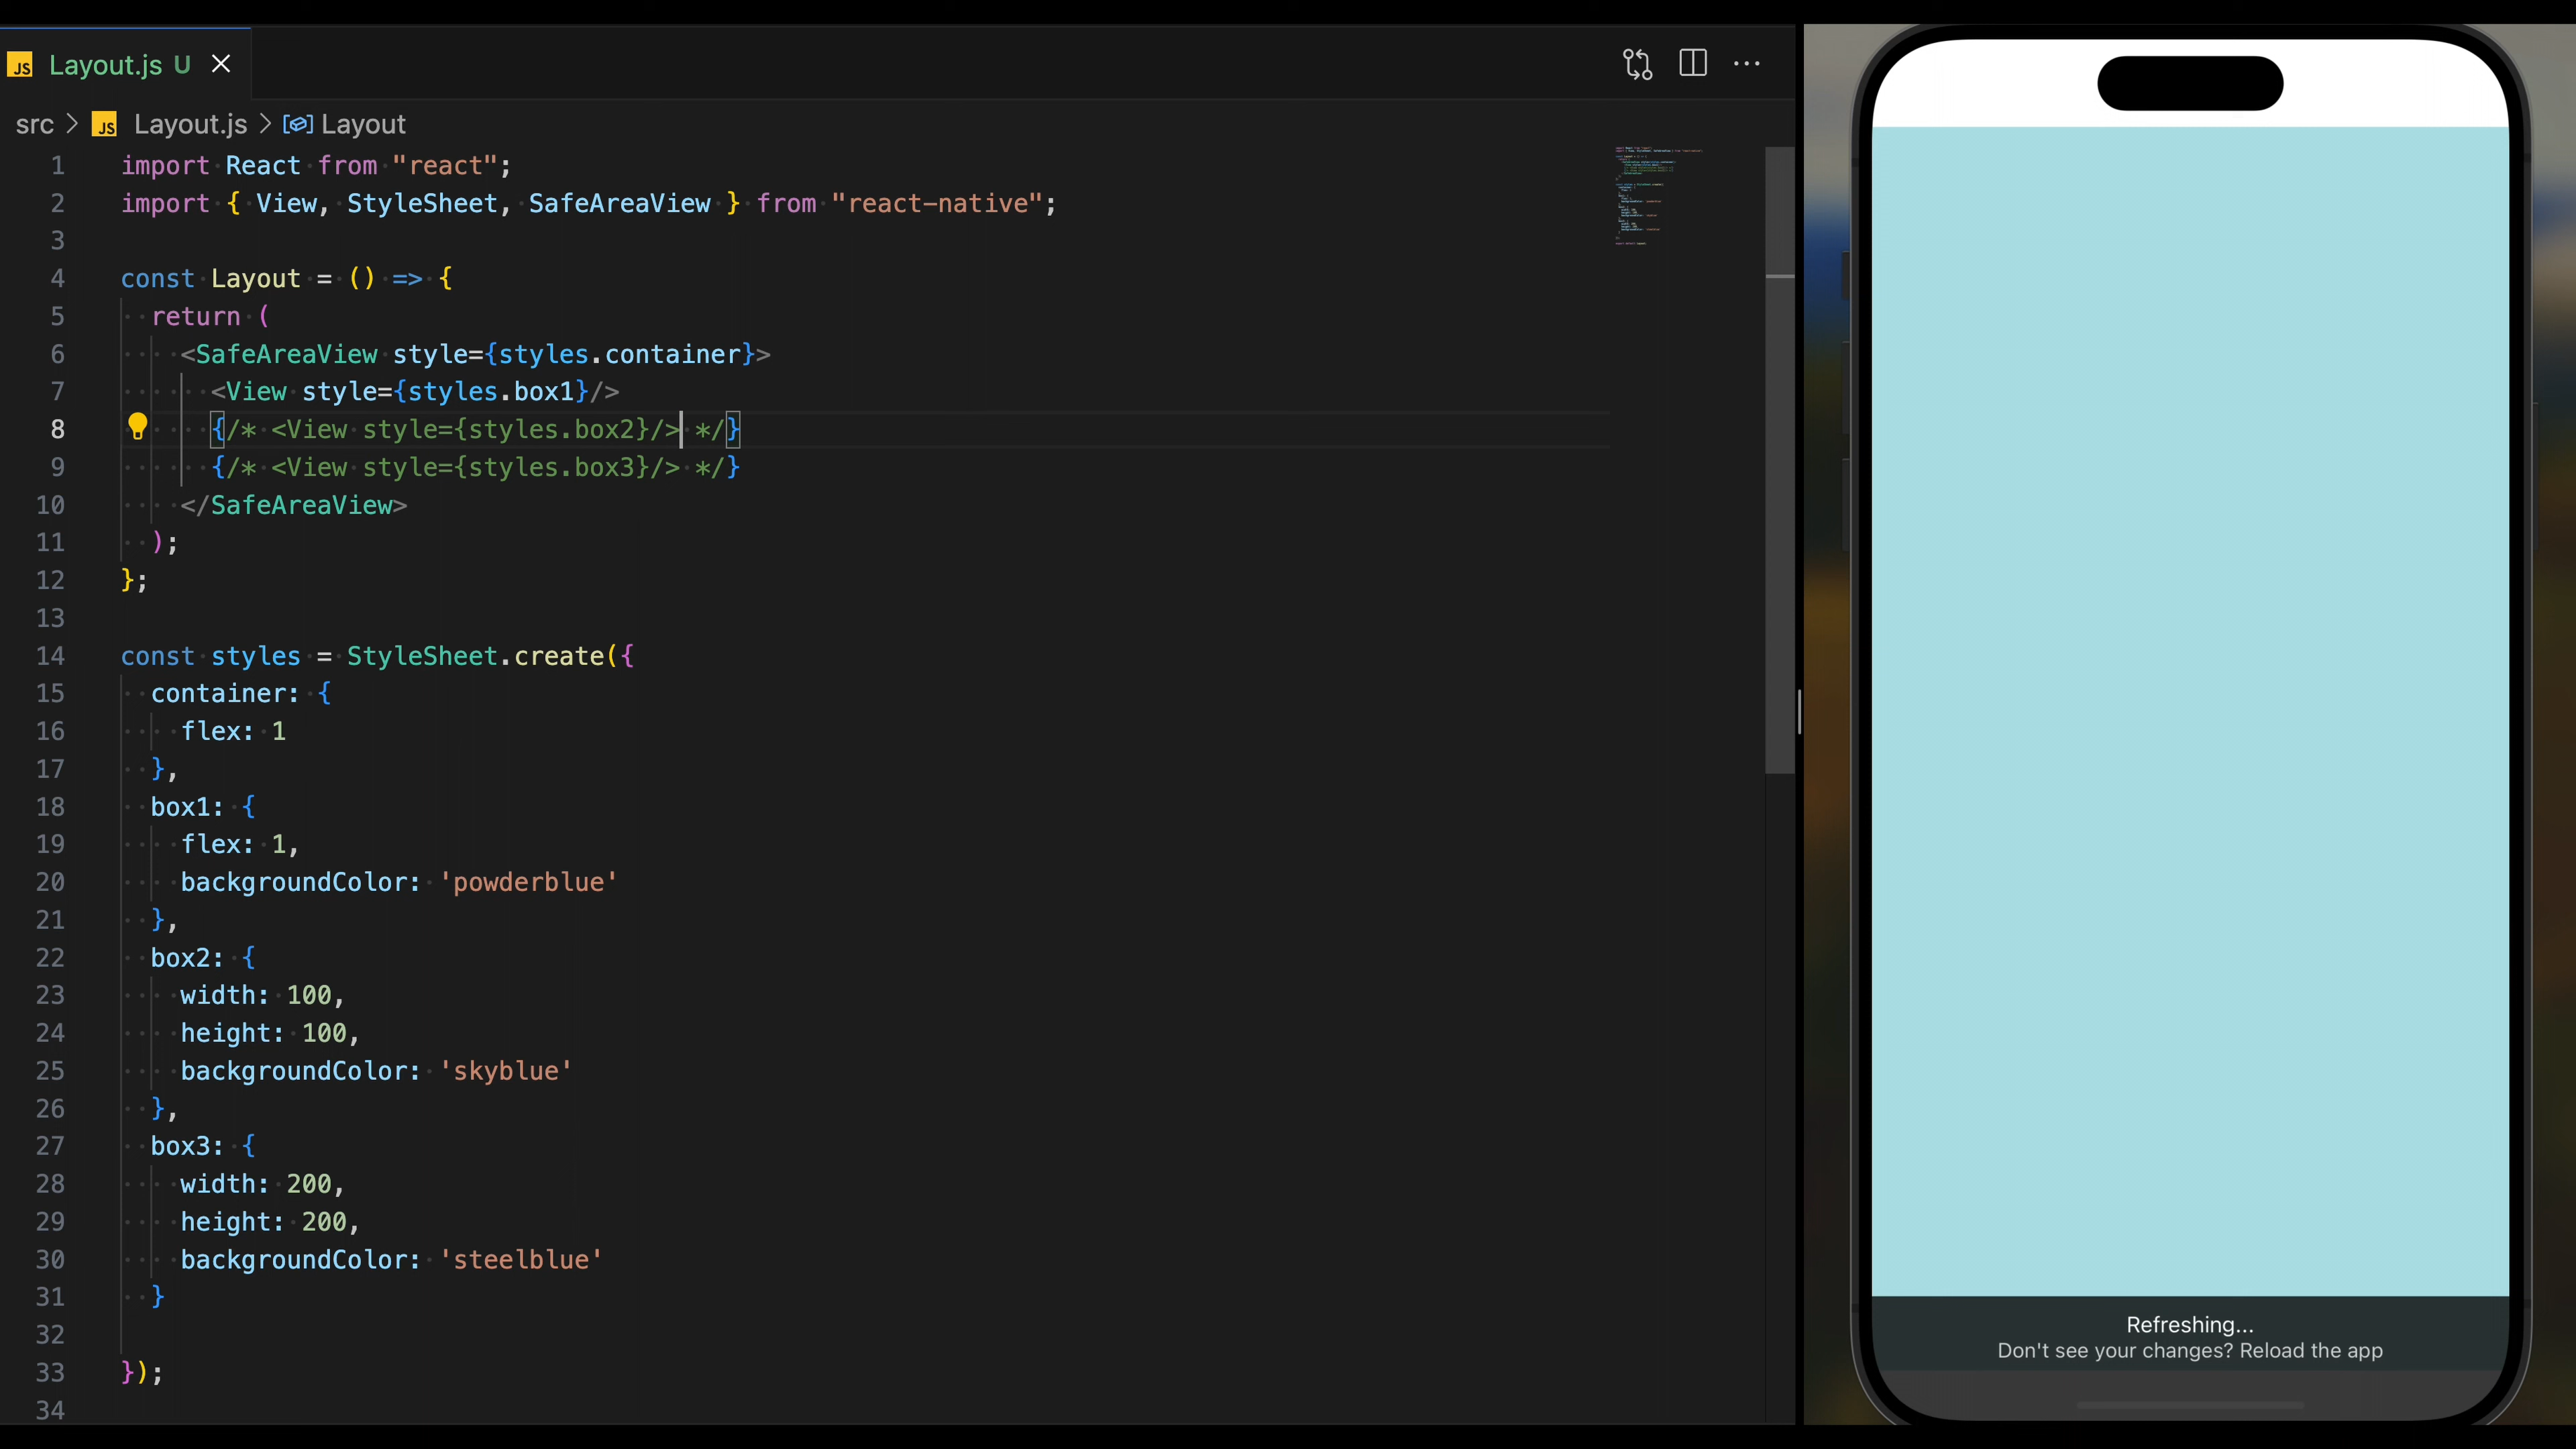 JS Layout.js U
src > JS Layout.js > Layout
1 import React from "react";
2 import { View, StyleSheet, SafeAreaView } from "react-native";
3
4 const Layout = () => {
5 return (
6 <SafeAreaView style={styles.container}>
7 <View style={styles.box1}/>
8 {/* <View style={styles.box2}/> */}
9 {/* <View style={styles.box3}/> */}
10 </SafeAreaView>
11 );
12 };
13
14 const styles = StyleSheet.create({
15 container: {
16 flex: 1
17 },
18 box1: {
19 flex: 1,
20 backgroundColor: 'powderblue'
21 },
22 box2: {
23 width: 100,
24 height: 100,
25 backgroundColor: 'skyblue'
26 },
27 box3: {
28 width: 200,
29 height: 200,
30 backgroundColor: 'steelblue'
31 }
32
33 });
34
Refreshing...
Don't see your changes? Reload the app